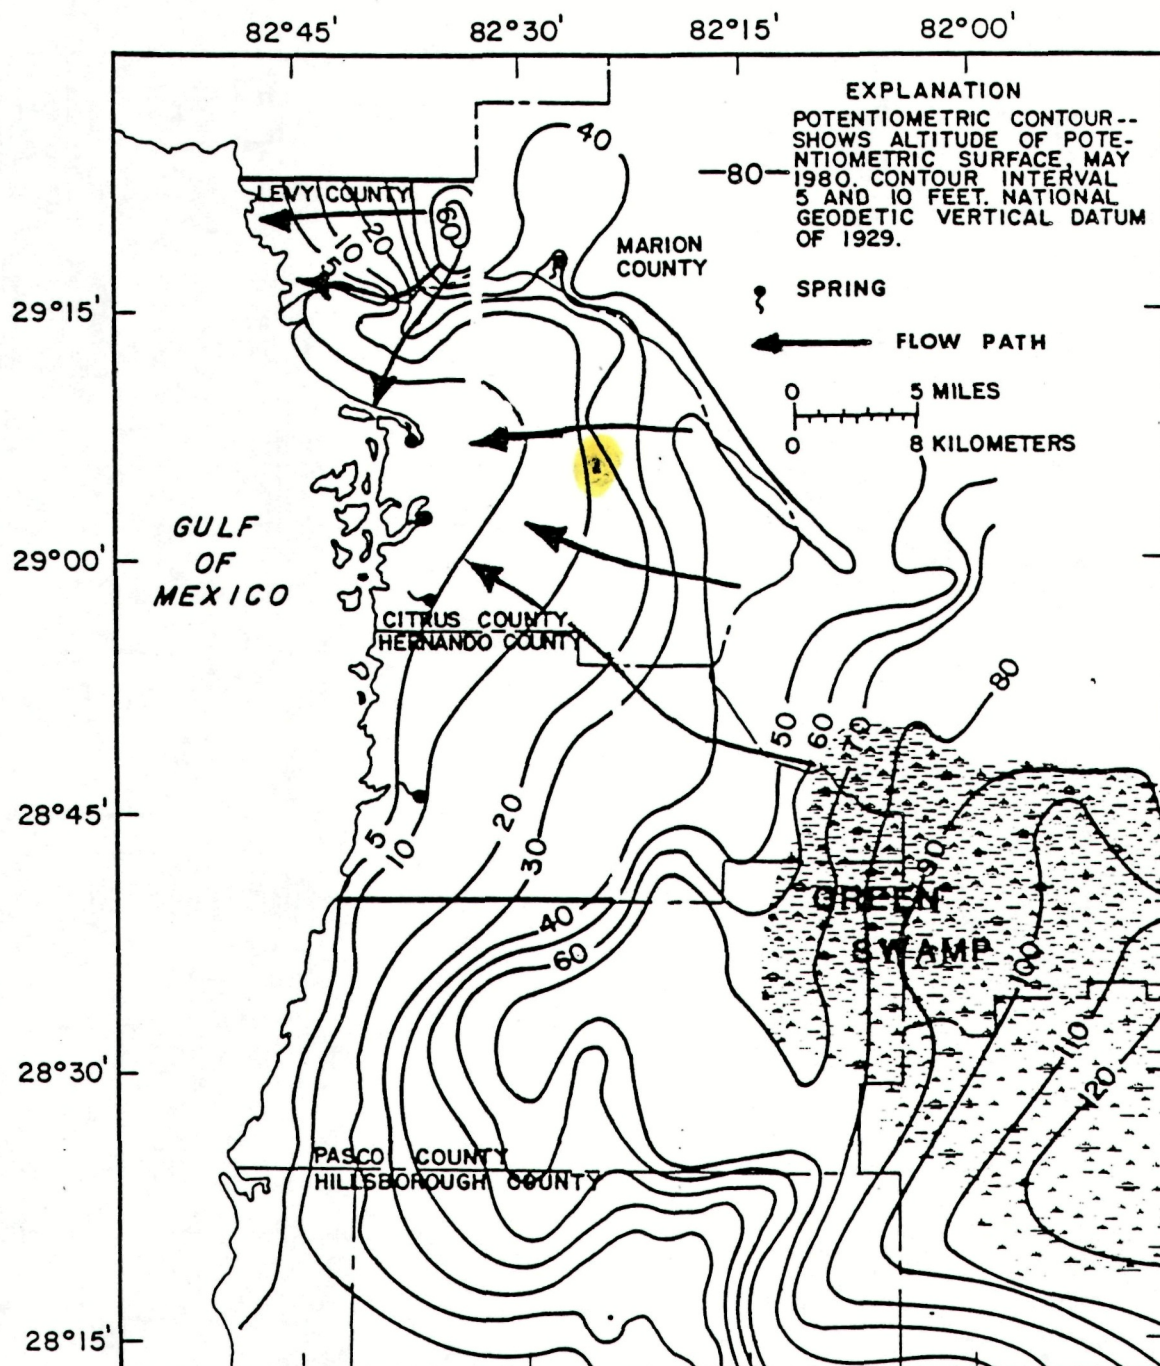 82°45' 82°30' 82°15' 82°00'
EXPLANATION
POTENTIOMETRIC CONTOUR--
SHOWS ALTITUDE OF POTE-
NTIOMETRIC SURFACE, MAY
—80— 1980. CONTOUR INTERVAL
5 AND 10 FEET. NATIONAL
GEODETIC VERTICAL DATUM
OF 1929.
SPRING
FLOW PATH
0 5 MILES
0 8 KILOMETERS
40
LEVY COUNTY
60
20
10
5
MARION
COUNTY
29°15'
GULF
OF
MEXICO
29°00'
CITRUS COUNTY
HERNANDO COUNTY
80
50 60 70
28°45'
20
5 10
30
90
GREEN
SWAMP
40
60
100
110
120
28°30'
PASCO COUNTY
HILLSBOROUGH COUNTY
28°15'